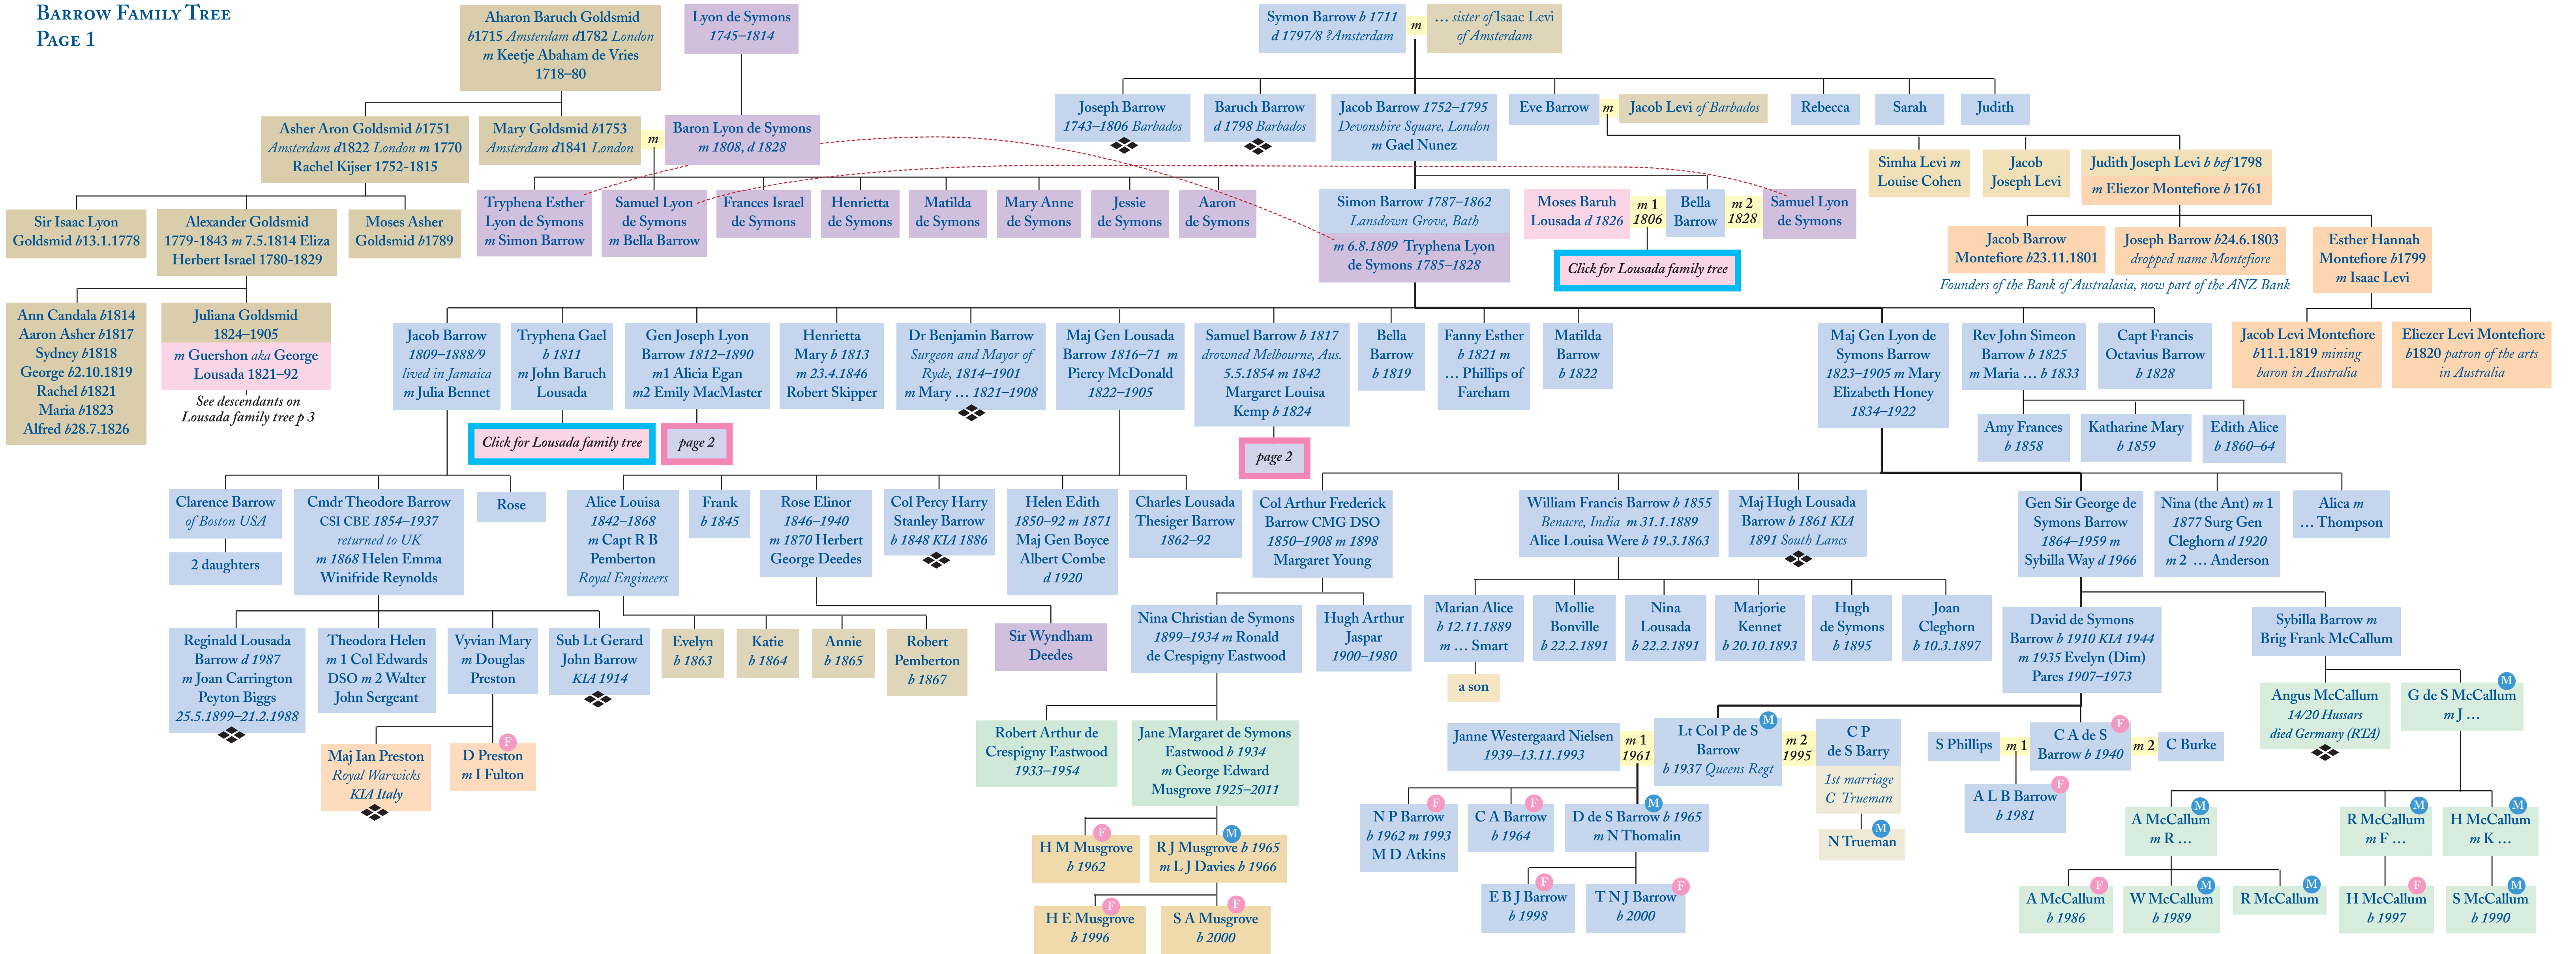 BARROW FAMILY TREE
PAGE 1
Aharon Baruch Goldsmid
b1715 Amsterdam d1782 London
m Keetje Abaham de Vries
1718–80
Lyon de Symons
1745–1814
Symon Barrow b 1711
d 1797/8 ?Amsterdam
m
… sister of Isaac Levi
of Amsterdam
Asher Aron Goldsmid b1751
Amsterdam d1822 London m 1770
Rachel Kijser 1752-1815
Mary Goldsmid b1753
Amsterdam d1841 London
m
Baron Lyon de Symons
m 1808, d 1828
Joseph Barrow
1743–1806 Barbados
Baruch Barrow
d 1798 Barbados
Jacob Barrow 1752–1795
Devonshire Square, London
m Gael Nunez
Eve Barrow
m
Jacob Levi of Barbados
Rebecca
Sarah
Judith
Simha Levi m
Louise Cohen
Jacob
Joseph Levi
Judith Joseph Levi b bef 1798
m Eliezor Montefiore b 1761
Sir Isaac Lyon
Goldsmid b13.1.1778
Alexander Goldsmid
1779-1843 m 7.5.1814 Eliza
Herbert Israel 1780-1829
Moses Asher
Goldsmid b1789
Tryphena Esther
Lyon de Symons
m Simon Barrow
Samuel Lyon
de Symons
m Bella Barrow
Frances Israel
de Symons
Henrietta
de Symons
Matilda
de Symons
Mary Anne
de Symons
Jessie
de Symons
Aaron
de Symons
Simon Barrow 1787–1862
Lansdown Grove, Bath
m 6.8.1809 Tryphena Lyon
de Symons 1785–1828
Moses Baruh
Lousada d 1826
m 1
1806
Bella
Barrow
m 2
1828
Samuel Lyon
de Symons
Click for Lousada family tree
Jacob Barrow
Montefiore b23.11.1801
Joseph Barrow b24.6.1803
dropped name Montefiore
Esther Hannah
Montefiore b1799
m Isaac Levi
Founders of the Bank of Australasia, now part of the ANZ Bank
Ann Candala b1814
Aaron Asher b1817
Sydney b1818
George b2.10.1819
Rachel b1821
Maria b1823
Alfred b28.7.1826
Juliana Goldsmid
1824–1905
m Guershon aka George
Lousada 1821–92
See descendants on
Lousada family tree p 3
Jacob Barrow
1809–1888/9
lived in Jamaica
m Julia Bennet
Tryphena Gael
b 1811
m John Baruch
Lousada
Click for Lousada family tree
Gen Joseph Lyon
Barrow 1812–1890
m1 Alicia Egan
m2 Emily MacMaster
page 2
Henrietta
Mary b 1813
m 23.4.1846
Robert Skipper
Dr Benjamin Barrow
Surgeon and Mayor of
Ryde, 1814–1901
m Mary … 1821–1908
Maj Gen Lousada
Barrow 1816–71 m
Piercy McDonald
1822–1905
Samuel Barrow b 1817
drowned Melbourne, Aus.
5.5.1854 m 1842
Margaret Louisa
Kemp b 1824
page 2
Bella
Barrow
b 1819
Fanny Esther
b 1821 m
… Phillips of
Fareham
Matilda
Barrow
b 1822
Maj Gen Lyon de
Symons Barrow
1823–1905 m Mary
Elizabeth Honey
1834–1922
Rev John Simeon
Barrow b 1825
m Maria … b 1833
Capt Francis
Octavius Barrow
b 1828
Jacob Levi Montefiore
b11.1.1819 mining
baron in Australia
Eliezer Levi Montefiore
b1820 patron of the arts
in Australia
Amy Frances
b 1858
Katharine Mary
b 1859
Edith Alice
b 1860–64
Clarence Barrow
of Boston USA
2 daughters
Cmdr Theodore Barrow
CSI CBE 1854–1937
returned to UK
m 1868 Helen Emma
Winifride Reynolds
Rose
Alice Louisa
1842–1868
m Capt R B
Pemberton
Royal Engineers
Frank
b 1845
Rose Elinor
1846–1940
m 1870 Herbert
George Deedes
Col Percy Harry
Stanley Barrow
b 1848 KIA 1886
Helen Edith
1850–92 m 1871
Maj Gen Boyce
Albert Combe
d 1920
Charles Lousada
Thesiger Barrow
1862–92
Col Arthur Frederick
Barrow CMG DSO
1850–1908 m 1898
Margaret Young
William Francis Barrow b 1855
Benacre, India m 31.1.1889
Alice Louisa Were b 19.3.1863
Maj Hugh Lousada
Barrow b 1861 KIA
1891 South Lancs
Gen Sir George de
Symons Barrow
1864–1959 m
Sybilla Way d 1966
Nina (the Ant) m 1
1877 Surg Gen
Cleghorn d 1920
m 2 … Anderson
Alica m
… Thompson
Reginald Lousada
Barrow d 1987
m Joan Carrington
Peyton Biggs
25.5.1899–21.2.1988
Theodora Helen
m 1 Col Edwards
DSO m 2 Walter
John Sergeant
Vyvian Mary
m Douglas
Preston
Sub Lt Gerard
John Barrow
KIA 1914
Evelyn
b 1863
Katie
b 1864
Annie
b 1865
Robert
Pemberton
b 1867
Sir Wyndham
Deedes
Nina Christian de Symons
1899–1934 m Ronald
de Crespigny Eastwood
Hugh Arthur
Jaspar
1900–1980
Marian Alice
b 12.11.1889
m … Smart
a son
Mollie
Bonville
b 22.2.1891
Nina
Lousada
b 22.2.1891
Marjorie
Kennet
b 20.10.1893
Hugh
de Symons
b 1895
Joan
Cleghorn
b 10.3.1897
David de Symons
Barrow b 1910 KIA 1944
m 1935 Evelyn (Dim)
Pares 1907–1973
Sybilla Barrow m
Brig Frank McCallum
Maj Ian Preston
Royal Warwicks
KIA Italy
F
D Preston
m I Fulton
Robert Arthur de
Crespigny Eastwood
1933–1954
Jane Margaret de Symons
Eastwood b 1934
m George Edward
Musgrove 1925–2011
Janne Westergaard Nielsen
1939–13.11.1993
m 1
1961
M
Lt Col P de S
Barrow
b 1937 Queens Regt
m 2
1995
C P
de S Barry
1st marriage
C Trueman
M
N Trueman
S Phillips
m 1
F
C A de S
Barrow b 1940
m 2
C Burke
F
A L B Barrow
b 1981
Angus McCallum
14/20 Hussars
died Germany (RTA)
M
G de S McCallum
m J …
F
H M Musgrove
b 1962
M
R J Musgrove b 1965
m L J Davies b 1966
F
N P Barrow
b 1962 m 1993
M D Atkins
F
C A Barrow
b 1964
M
D de S Barrow b 1965
m N Thomalin
M
A McCallum
m R …
M
R McCallum
m F …
M
H McCallum
m K …
F
H E Musgrove
b 1996
F
S A Musgrove
b 2000
F
E B J Barrow
b 1998
F
T N J Barrow
b 2000
F
A McCallum
b 1986
M
W McCallum
b 1989
M
R McCallum
F
H McCallum
b 1997
M
S McCallum
b 1990